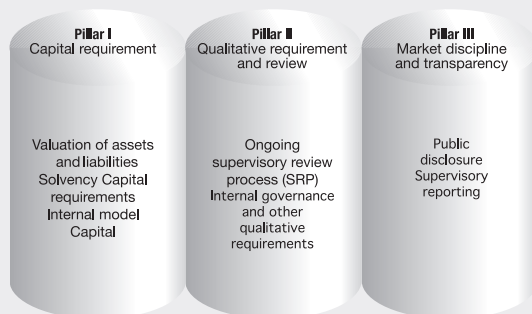 Pillar I
Capital requirement
Valuation of assets
and liabilities
Solvency Capital
requirements
Internal model
Capital
Pillar II
Qualitative requirement
and review
Ongoing
supervisory review
process (SRP)
Internal governance
and other
qualitative
requirements
Pillar III
Market discipline
and transparency
Public
disclosure
Supervisory
reporting